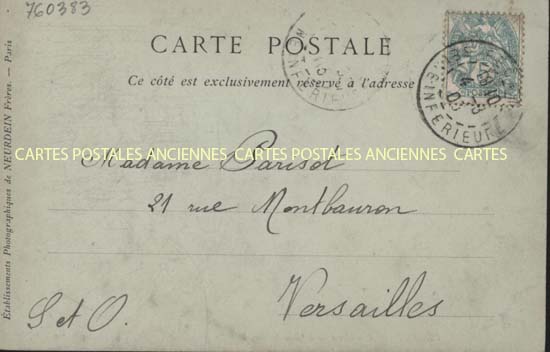 760383
CARTE POSTALE
Ce côté est exclusivement réservé à l'adresse
CARTES POSTALES ANCIENNES CARTES POSTALES ANCIENNES CARTES
Madame Parisot
21 rue Montbauron
Versailles
S et O.
Établissements Photographiques de NEURDEIN Frères. — Paris
INFERIEURE